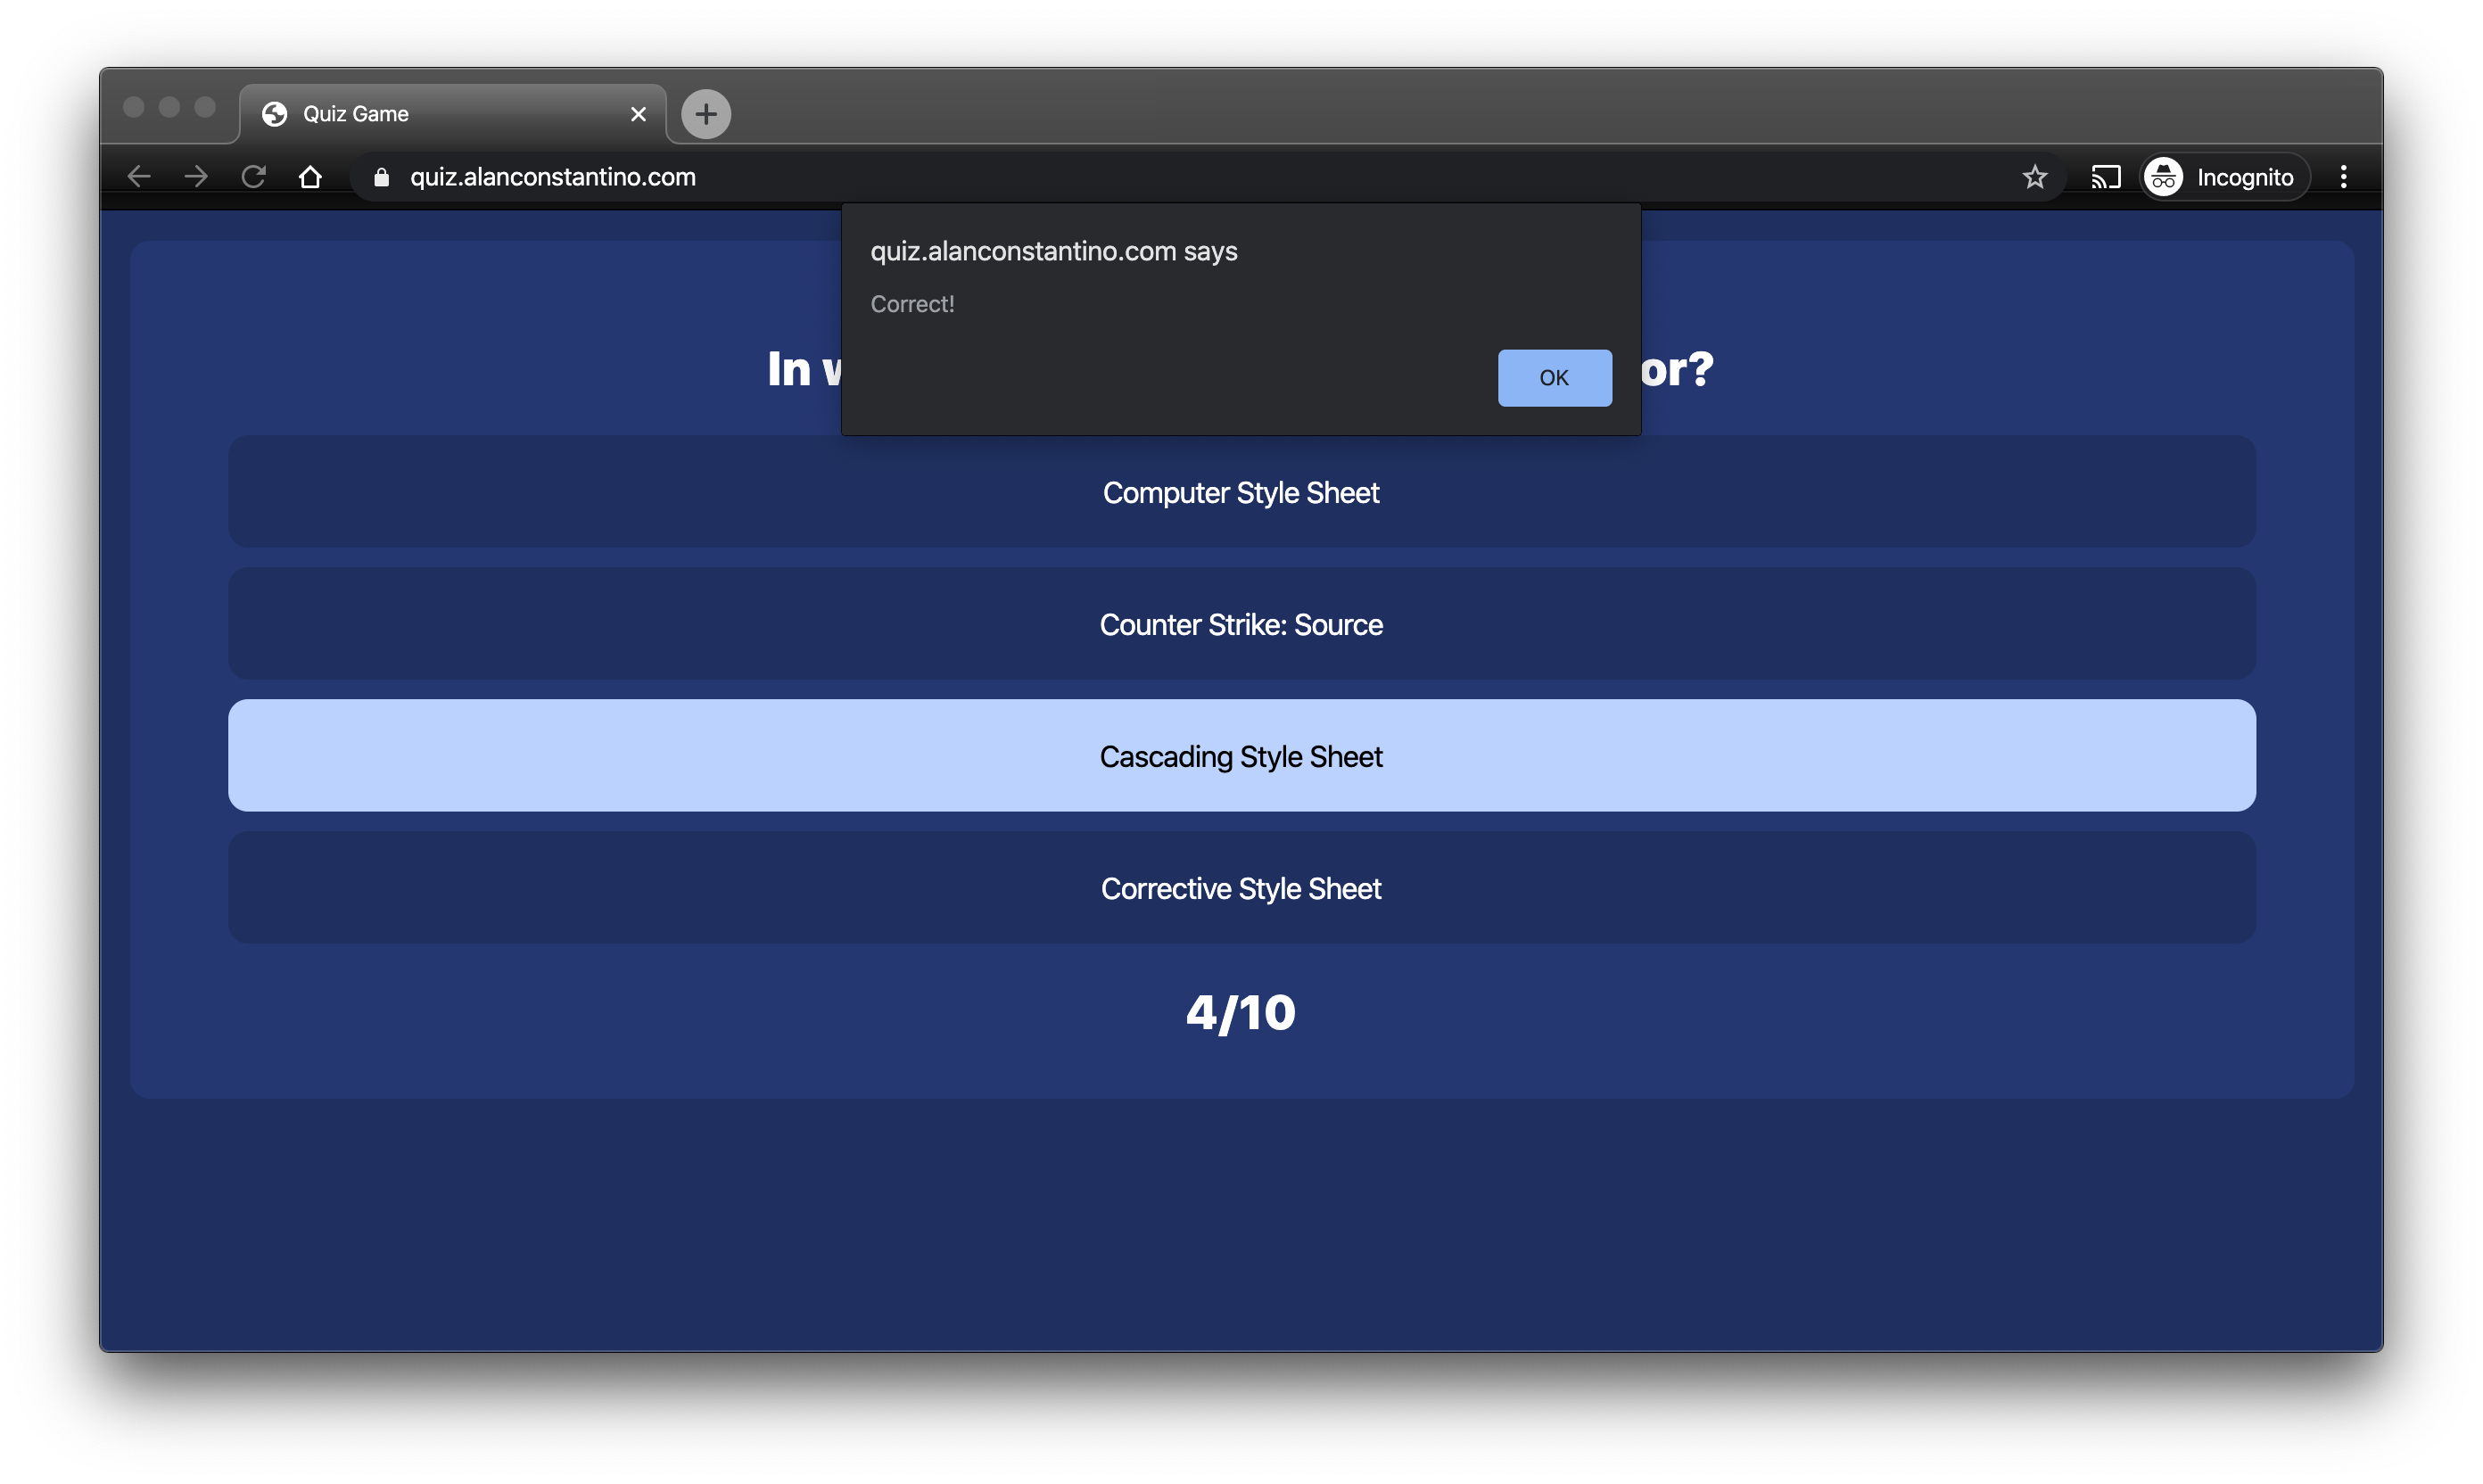 Quiz Game
quiz.alanconstantino.com
Incognito
quiz.alanconstantino.com says
Correct!
OK
In or?
Computer Style Sheet
Counter Strike: Source
Cascading Style Sheet
Corrective Style Sheet
4/10